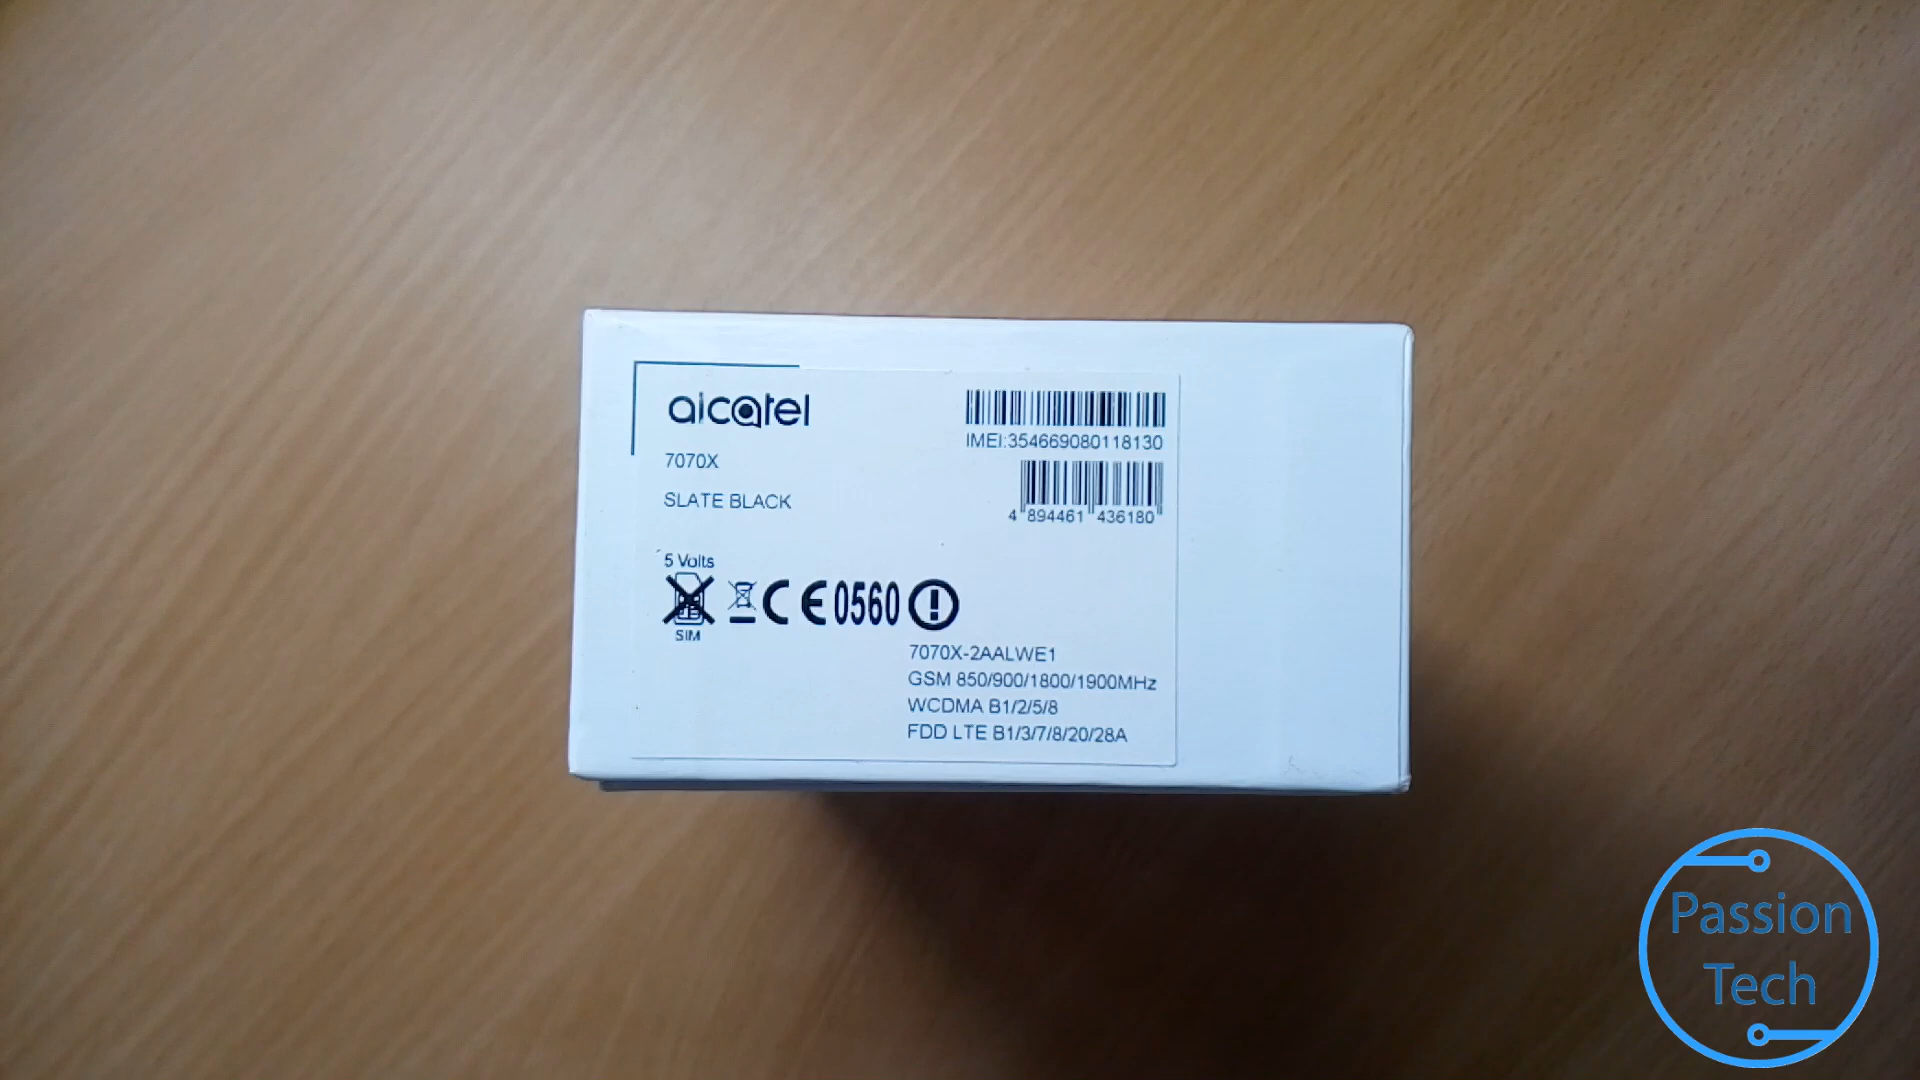 alcatel
7070X
SLATE BLACK
IMEI:354669080118130
4 894461 436180
5 Volts
SIM
CE0560
7070X-2AALWE1
GSM 850/900/1800/1900MHz
WCDMA B1/2/5/8
FDD LTE B1/3/7/8/20/28A
Passion
Tech